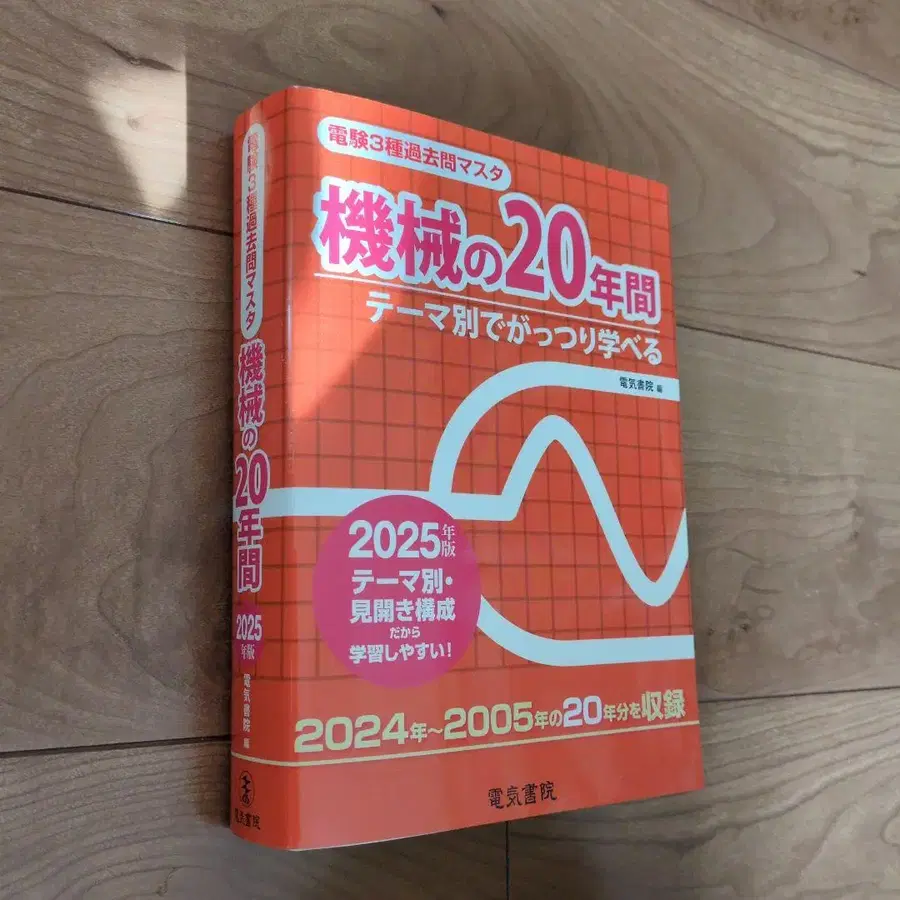 電験3種過去問マスタ
機械の20年間
テーマ別でがっつり学べる
電気書院 編
2025年版
テーマ別・
見開き構成
だから
学習しやすい!
2024年~2005年の20年分を収録
電気書院
電験3種過去問マスタ
機械の20年間
2025年版
電気書院 編
電気書院